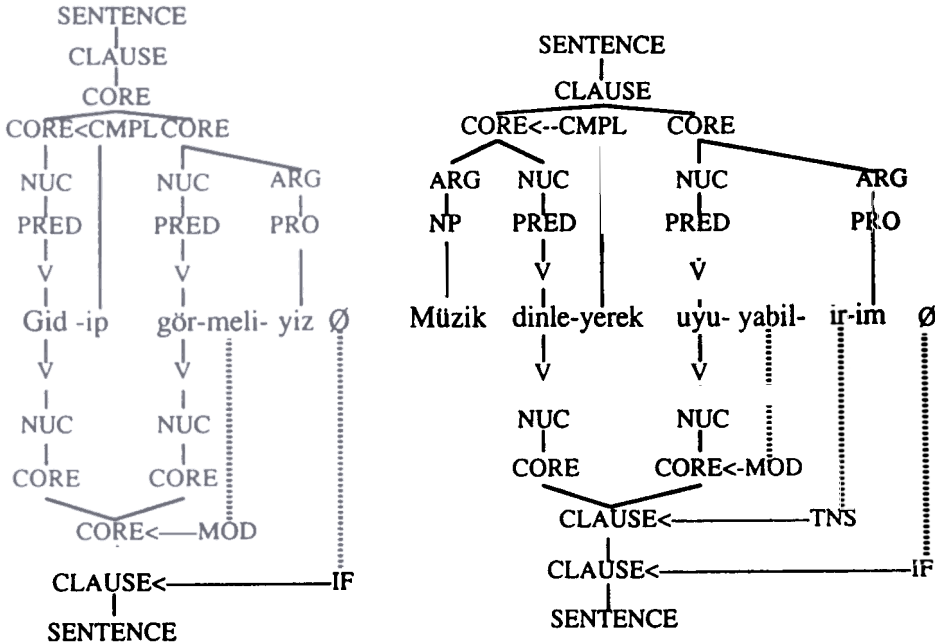 SENTENCE
CLAUSE
CORE
CORE<CMPL CORE
NUC NUC ARG
PRED PRED PRO
V V
Gid -ip gör-meli- yiz Ø
V V
NUC NUC
CORE CORE
CORE<——MOD
CLAUSE<————IF
SENTENCE
SENTENCE
CLAUSE
CORE<--CMPL CORE
ARG NUC NUC ARG
NP PRED PRED PRO
V V
Müzik dinle-yerek uyu- yabil- ir-im Ø
V V
NUC NUC
CORE CORE<-MOD
CLAUSE<————TNS
CLAUSE<————IF
SENTENCE